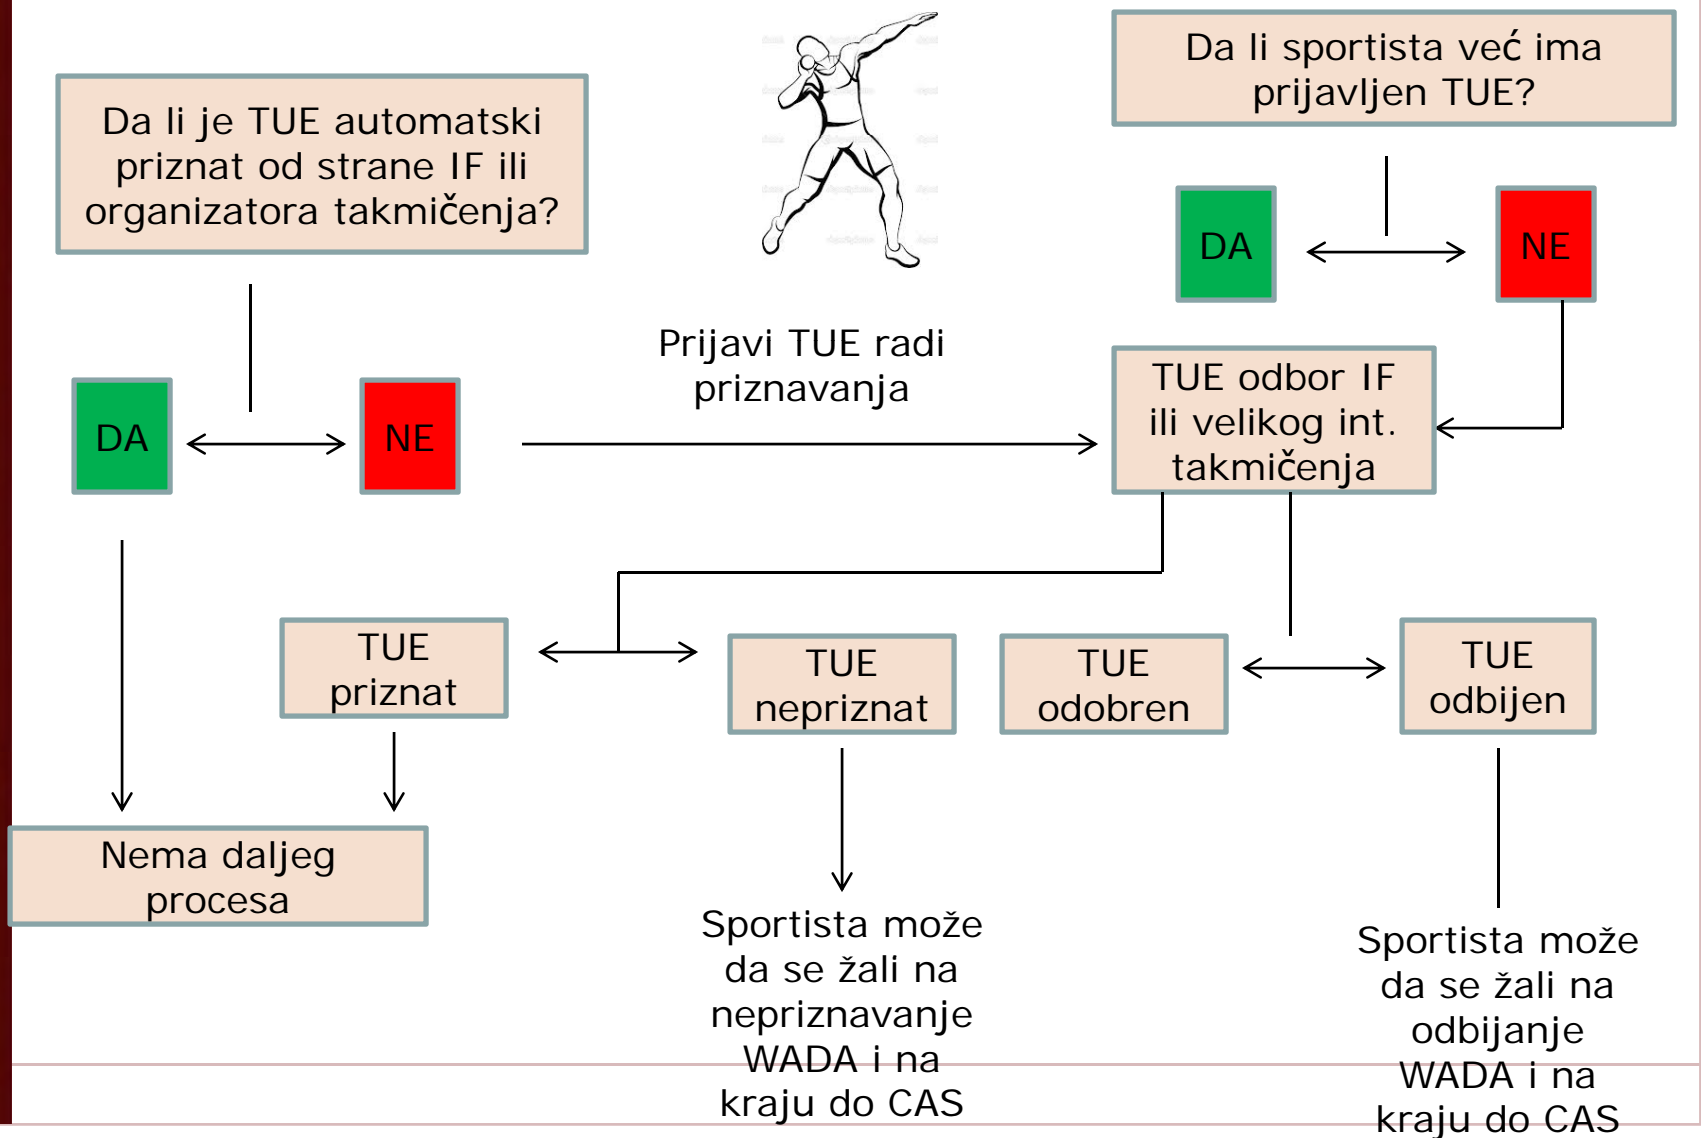 Da li sportista već ima
prijavljen TUE?
Da li je TUE automatski
priznat od strane IF ili
organizatora takmičenja?
DA
NE
Prijavi TUE radi
priznavanja
TUE odbor IF
ili velikog int.
takmičenja
DA
NE
TUE
priznat
TUE
nepriznat
TUE
odobren
TUE
odbijen
Nema daljeg
procesa
Sportista može
da se žali na
nepriznavanje
WADA i na
kraju do CAS
Sportista može
da se žali na
odbijanje
WADA i na
kraju do CAS